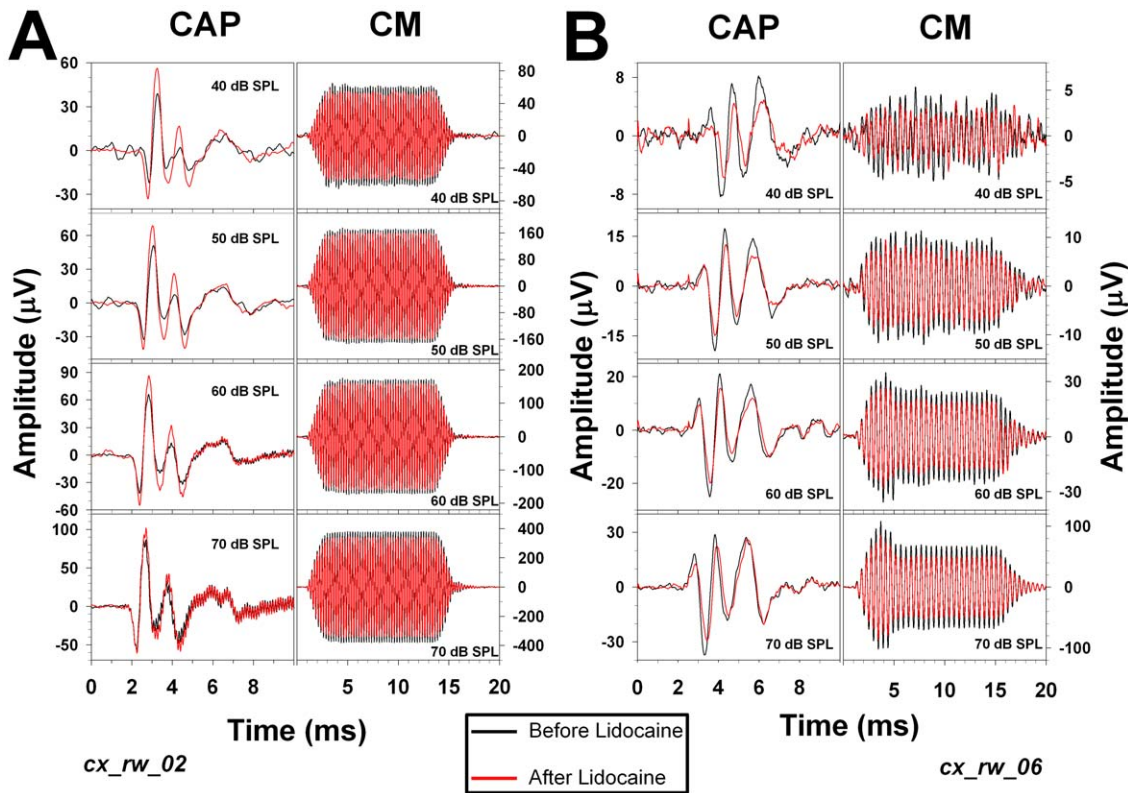 A CAP CM B CAP CM
60
30
0
-30
40 dB SPL
80
40
0
-40
-80
40 dB SPL
8
4
0
-4
-8
40 dB SPL
5
0
-5
40 dB SPL
60
30
0
-30
50 dB SPL
160
80
0
-80
-160
50 dB SPL
15
0
-15
50 dB SPL
10
5
0
-5
-10
50 dB SPL
90
60
30
0
-30
-60
60 dB SPL
200
100
0
-100
-200
60 dB SPL
20
0
-20
60 dB SPL
30
0
-30
60 dB SPL
100
50
0
-50
70 dB SPL
400
200
0
-200
-400
70 dB SPL
30
0
-30
70 dB SPL
100
0
-100
70 dB SPL
Amplitude (µV)
Amplitude (µV)
Amplitude (µV)
0 2 4 6 8 5 10 15 20
0 2 4 6 8 5 10 15 20
Time (ms)
Time (ms)
Before Lidocaine
After Lidocaine
cx_rw_02
cx_rw_06